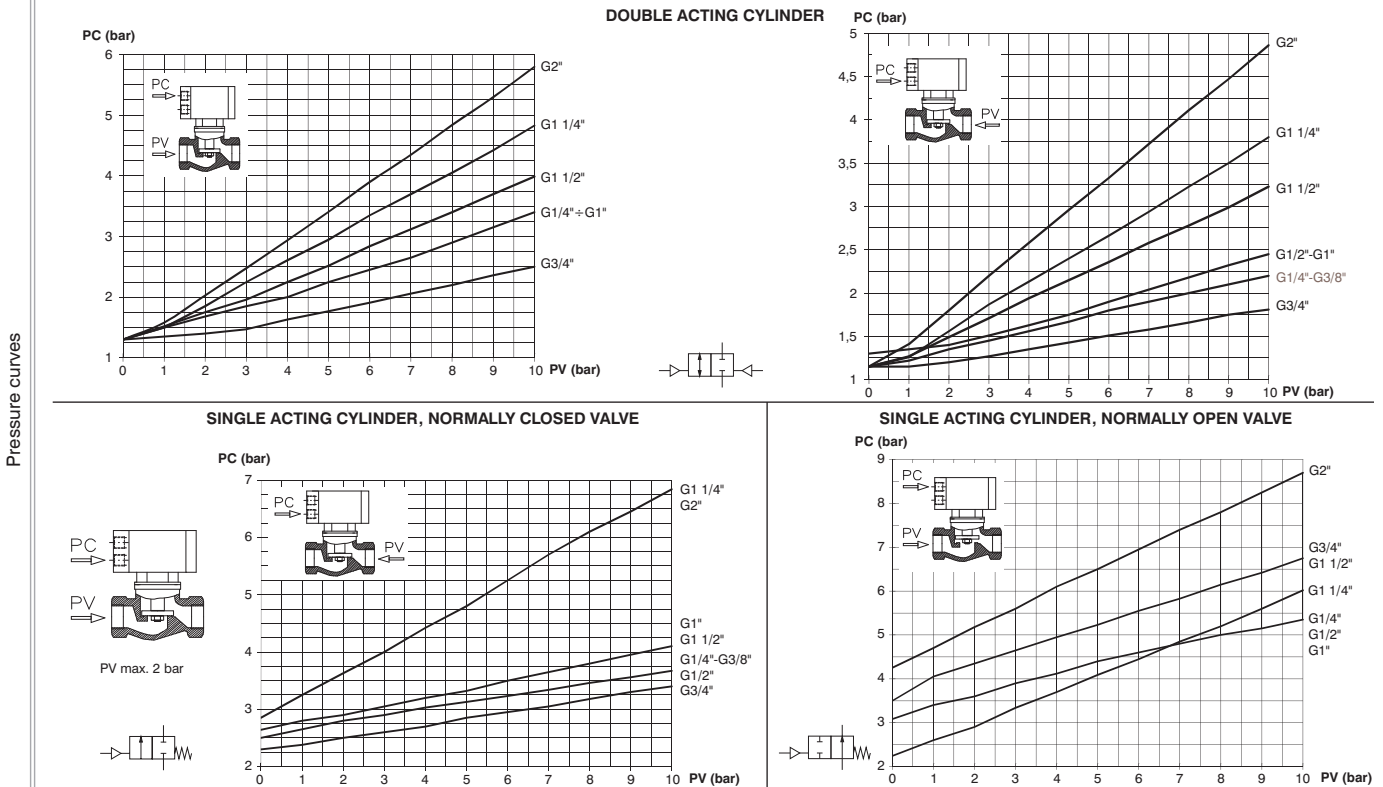 Pressure curves
DOUBLE ACTING CYLINDER
PC (bar)
6
5
4
3
2
1
0 1 2 3 4 5 6 7 8 9 10 PV (bar)
PC
PV
G2"
G1 1/4"
G1 1/2"
G1/4"÷G1"
G3/4"
PC (bar)
5
4,5
4
3,5
3
2,5
2
1,5
1
0 1 2 3 4 5 6 7 8 9 10 PV (bar)
PC
PV
G2"
G1 1/4"
G1 1/2"
G1/2"-G1"
G1/4"-G3/8"
G3/4"
SINGLE ACTING CYLINDER, NORMALLY CLOSED VALVE
PC
PV
PV max. 2 bar
PC (bar)
7
6
5
4
3
2
0 1 2 3 4 5 6 7 8 9 10 PV (bar)
PC
PV
G1 1/4"
G2"
G1"
G1 1/2"
G1/4"-G3/8"
G1/2"
G3/4"
SINGLE ACTING CYLINDER, NORMALLY OPEN VALVE
PC (bar)
9
8
7
6
5
4
3
2
0 1 2 3 4 5 6 7 8 9 10 PV (bar)
PC
PV
G2"
G3/4"
G1 1/2"
G1 1/4"
G1/4"
G1/2"
G1"